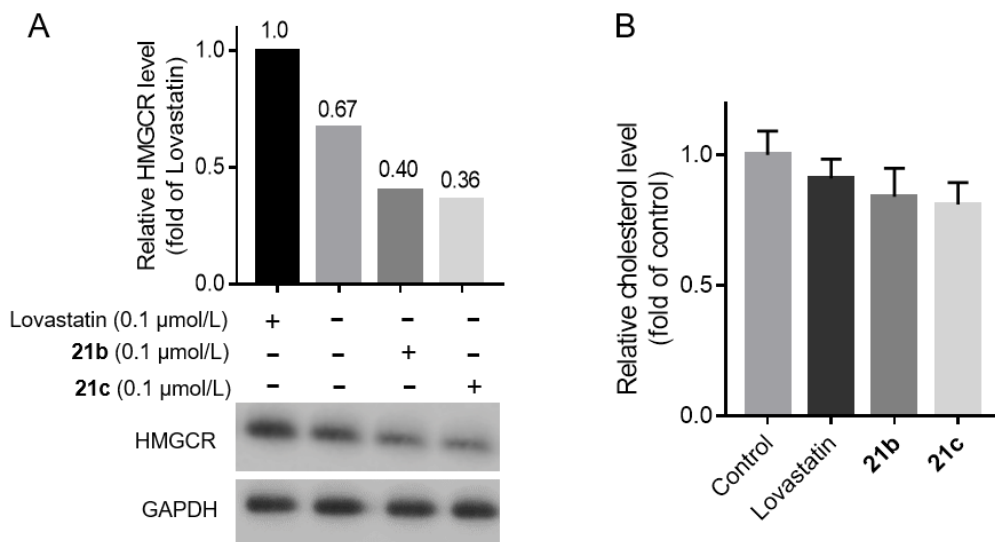 A
Relative HMGCR level
(fold of Lovastatin)
1.0
0.5
0.0
1.0
0.67
0.40
0.36
Lovastatin (0.1 μmol/L) + – – –
21b (0.1 μmol/L) – – + –
21c (0.1 μmol/L) – – – +
HMGCR
GAPDH
B
Relative cholesterol level
(fold of control)
1.0
0.5
0.0
Control
Lovastatin
21b
21c